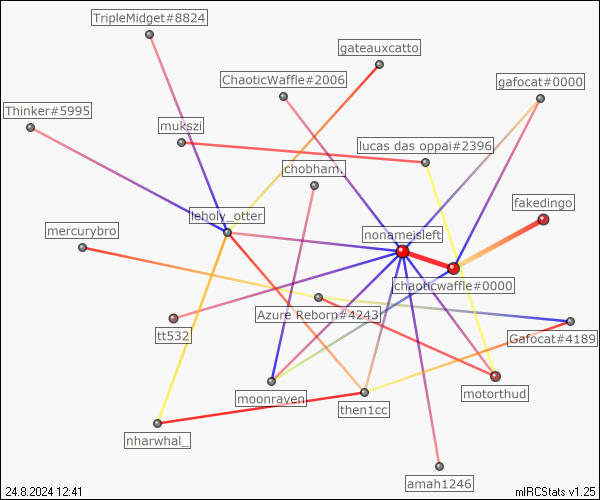 TripleMidget#8824
gateauxcatto
ChaoticWaffle#2006
gafocat#0000
Thinker#5995
mukszi
lucas das oppai#2396
chobham.
fakedingo
leholy_otter
mercurybro
nonameisleft
chaoticwaffle#0000
Azure Reborn#4243
tt532
Gafocat#4189
moonraven
motorthud
then1cc
nharwhal_
amah1246
24.8.2024 12:41
mIRCStats v1.25